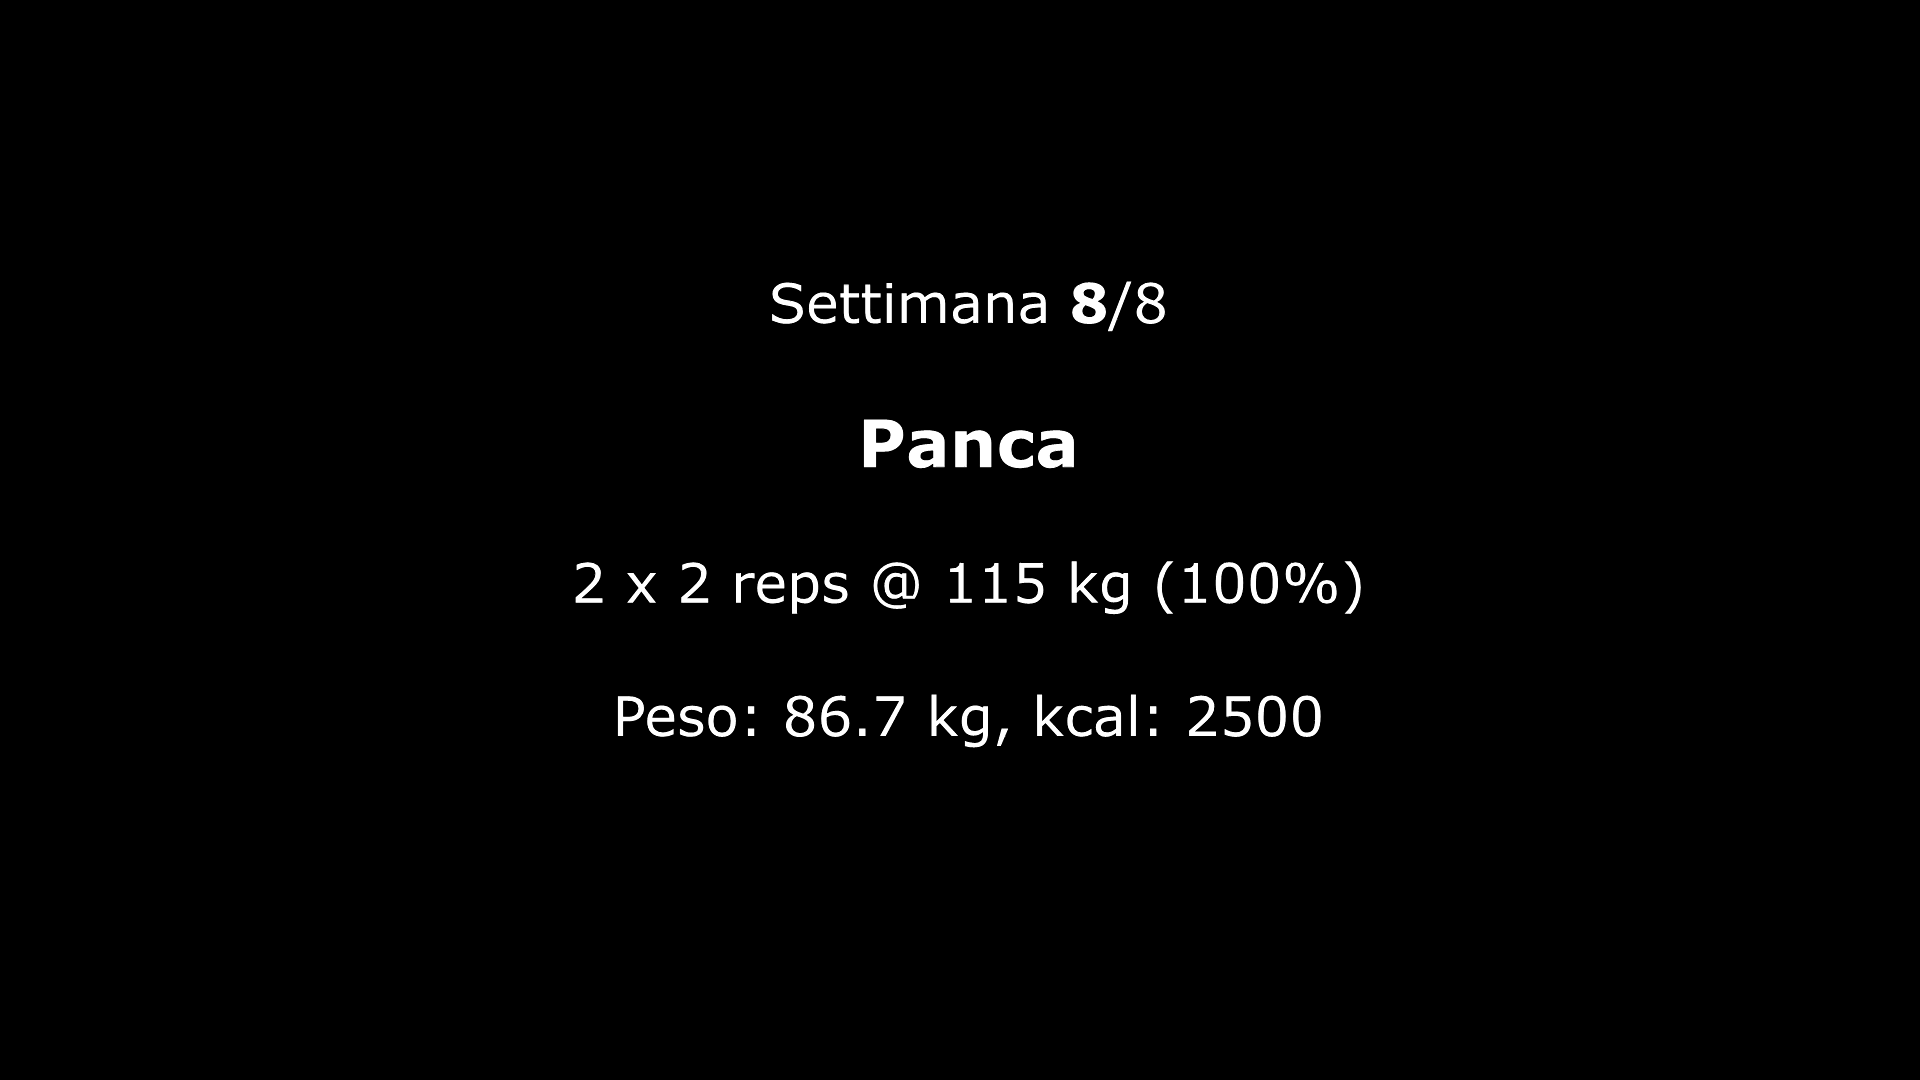 Settimana 8/8
Panca
2 x 2 reps @ 115 kg (100%)
Peso: 86.7 kg, kcal: 2500